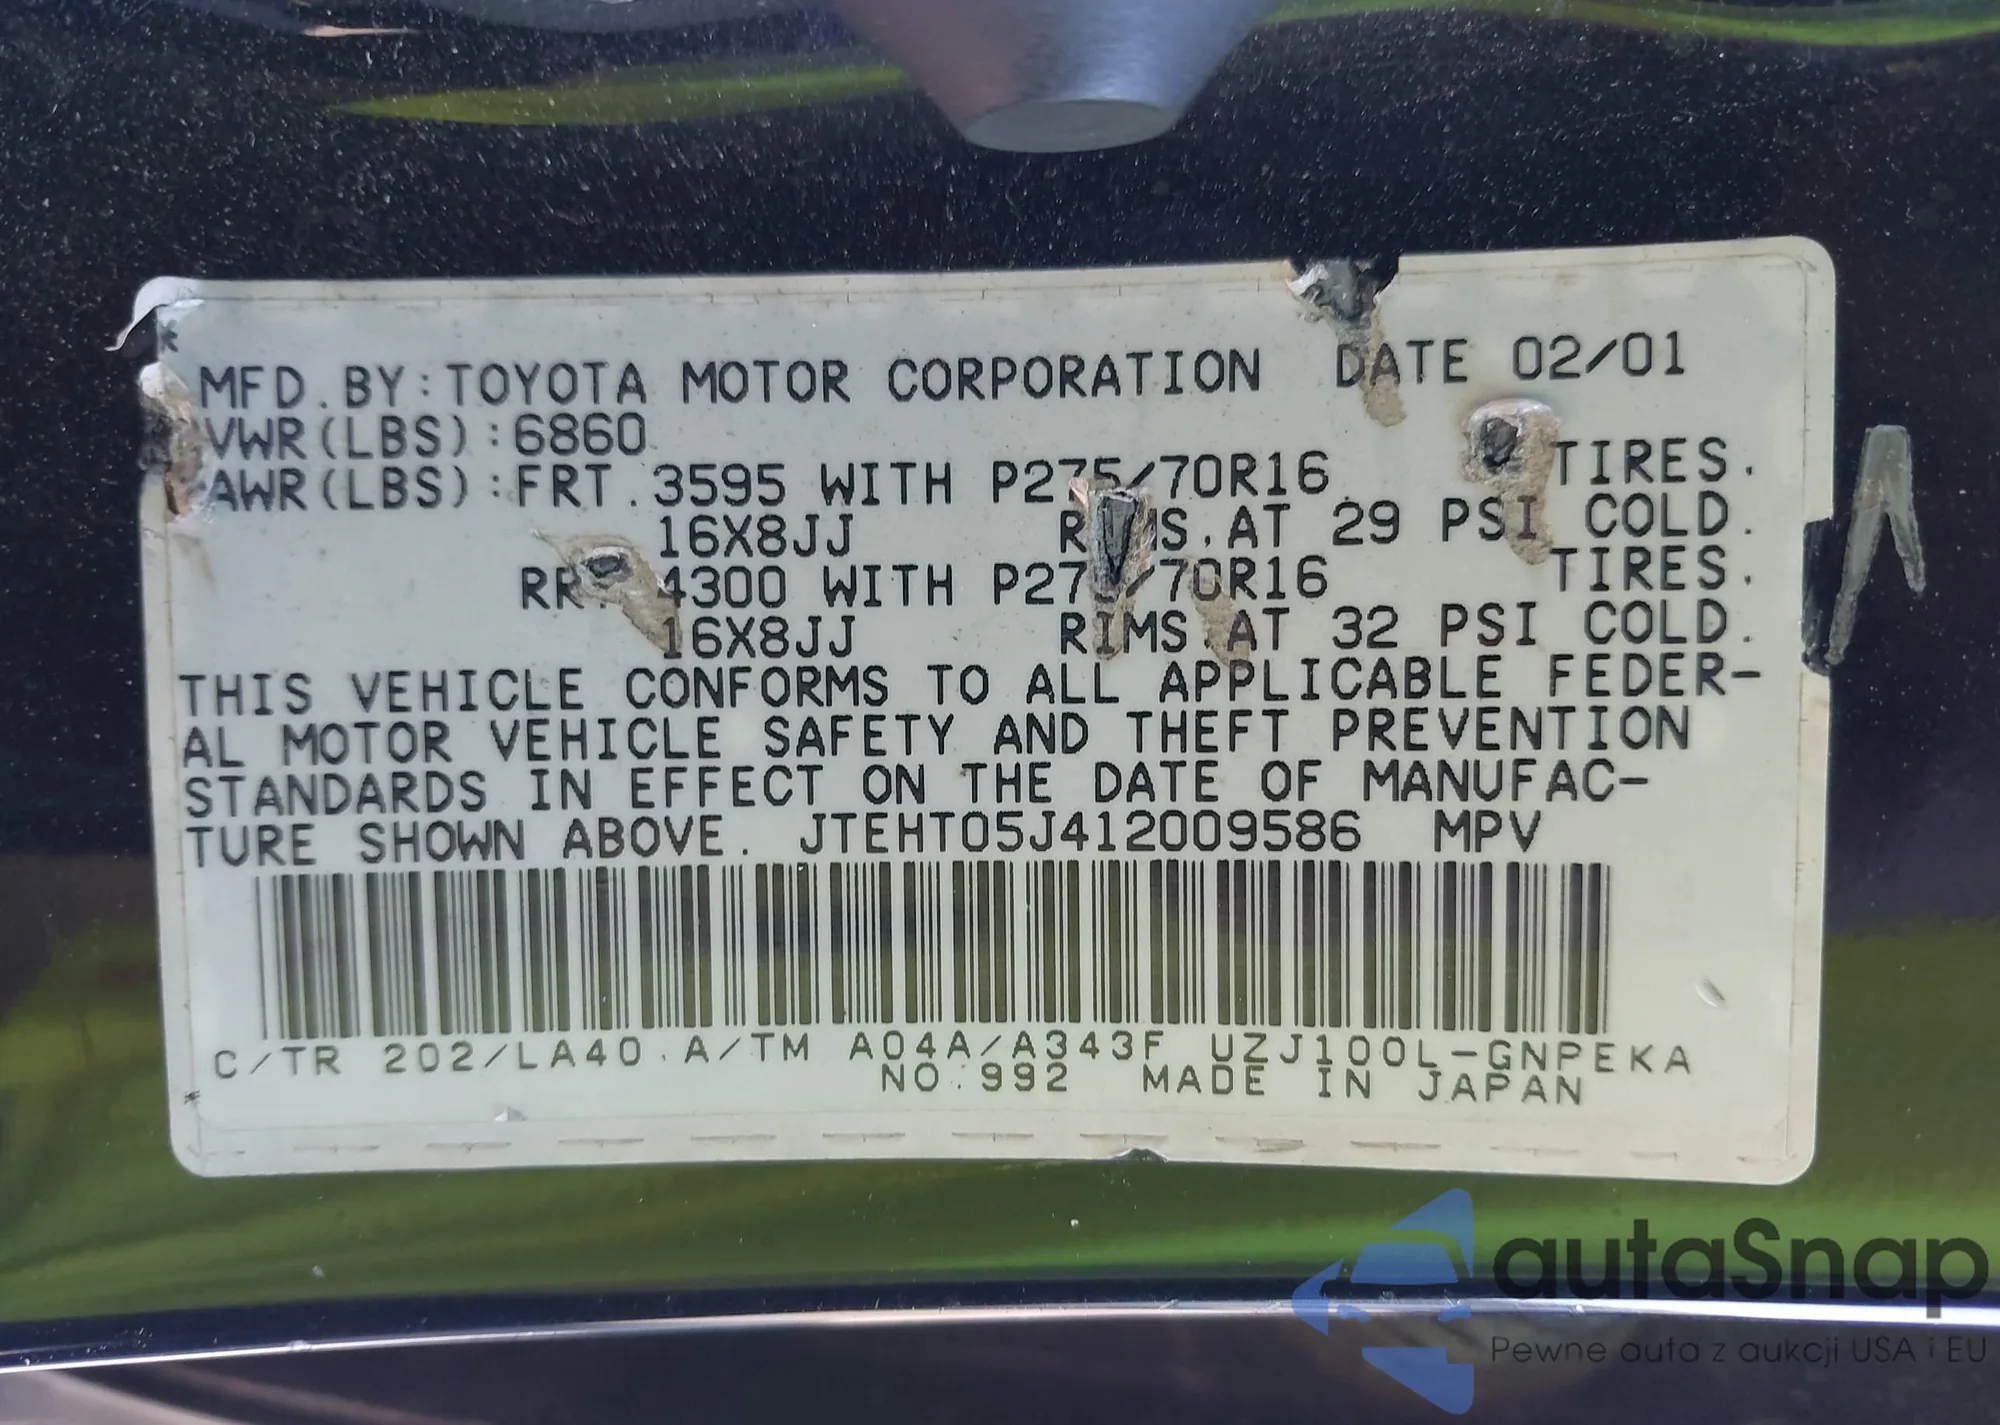 *
MFD. BY: TOYOTA MOTOR CORPORATION DATE 02/01
VWR(LBS):6860
AWR(LBS):FRT. 3595 WITH P275/70R16 TIRES.
16X8JJ RIMS. AT 29 PSI COLD.
RR. 4300 WITH P275/70R16 TIRES.
16X8JJ RIMS. AT 32 PSI COLD.
THIS VEHICLE CONFORMS TO ALL APPLICABLE FEDER-
AL MOTOR VEHICLE SAFETY AND THEFT PREVENTION
STANDARDS IN EFFECT ON THE DATE OF MANUFAC-
TURE SHOWN ABOVE. JTEHT05J412009586 MPV
C/TR 202/LA40. A/TM A04A/A343F UZJ100L-GNPEKA
* NO. 992 MADE IN JAPAN
autaSnap
Pewne auta z aukcji USA i EU